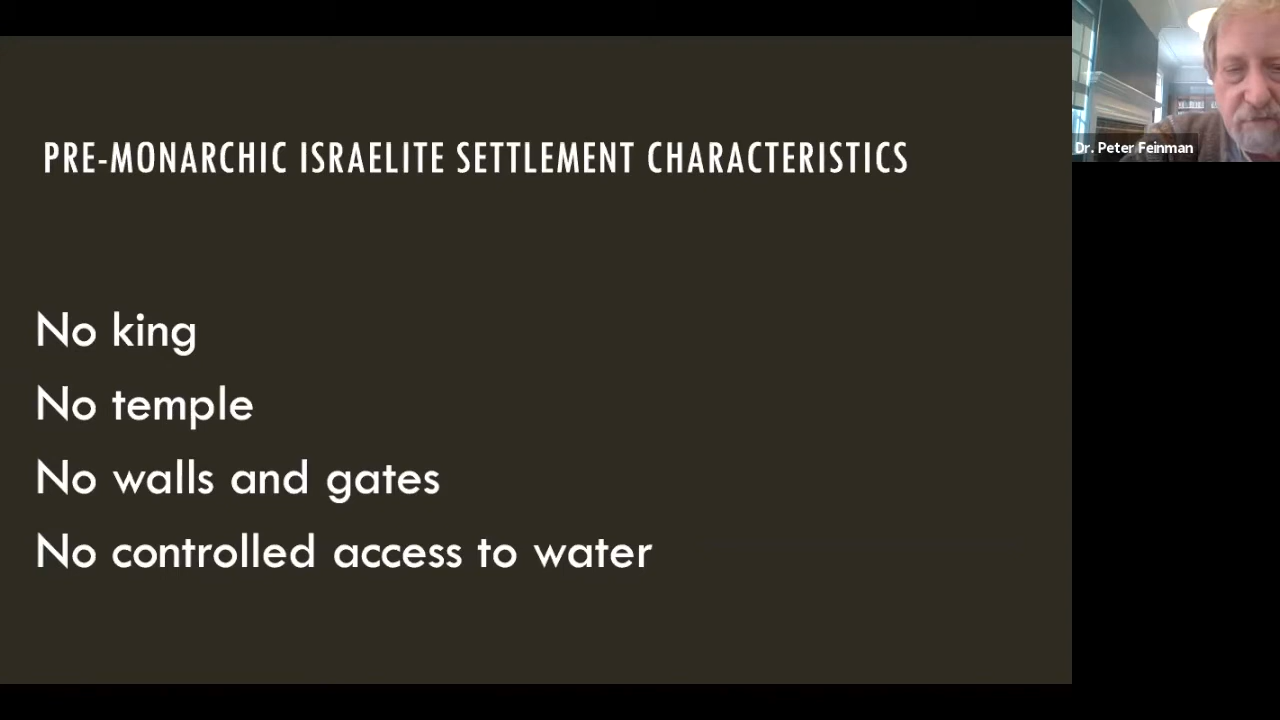 PRE-MONARCHIC ISRAELITE SETTLEMENT CHARACTERISTICS
No king
No temple
No walls and gates
No controlled access to water
Dr. Peter Feinman